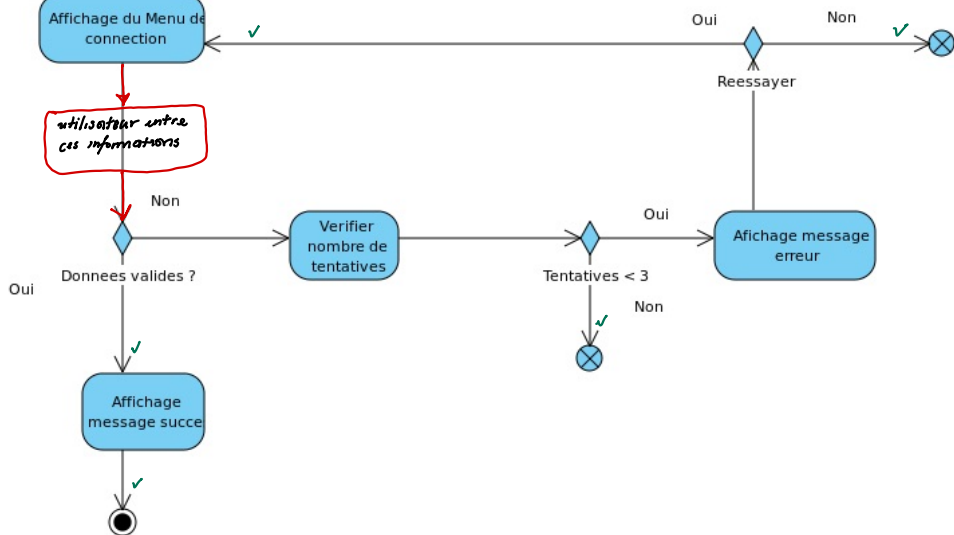 Affichage du Menu de
connection
Oui
Non
Reessayer
utilisateur entre
ces informations
Non
Verifier
nombre de
tentatives
Oui
Afichage message
erreur
Donnees valides ?
Oui
Tentatives < 3
Non
Affichage
message succe